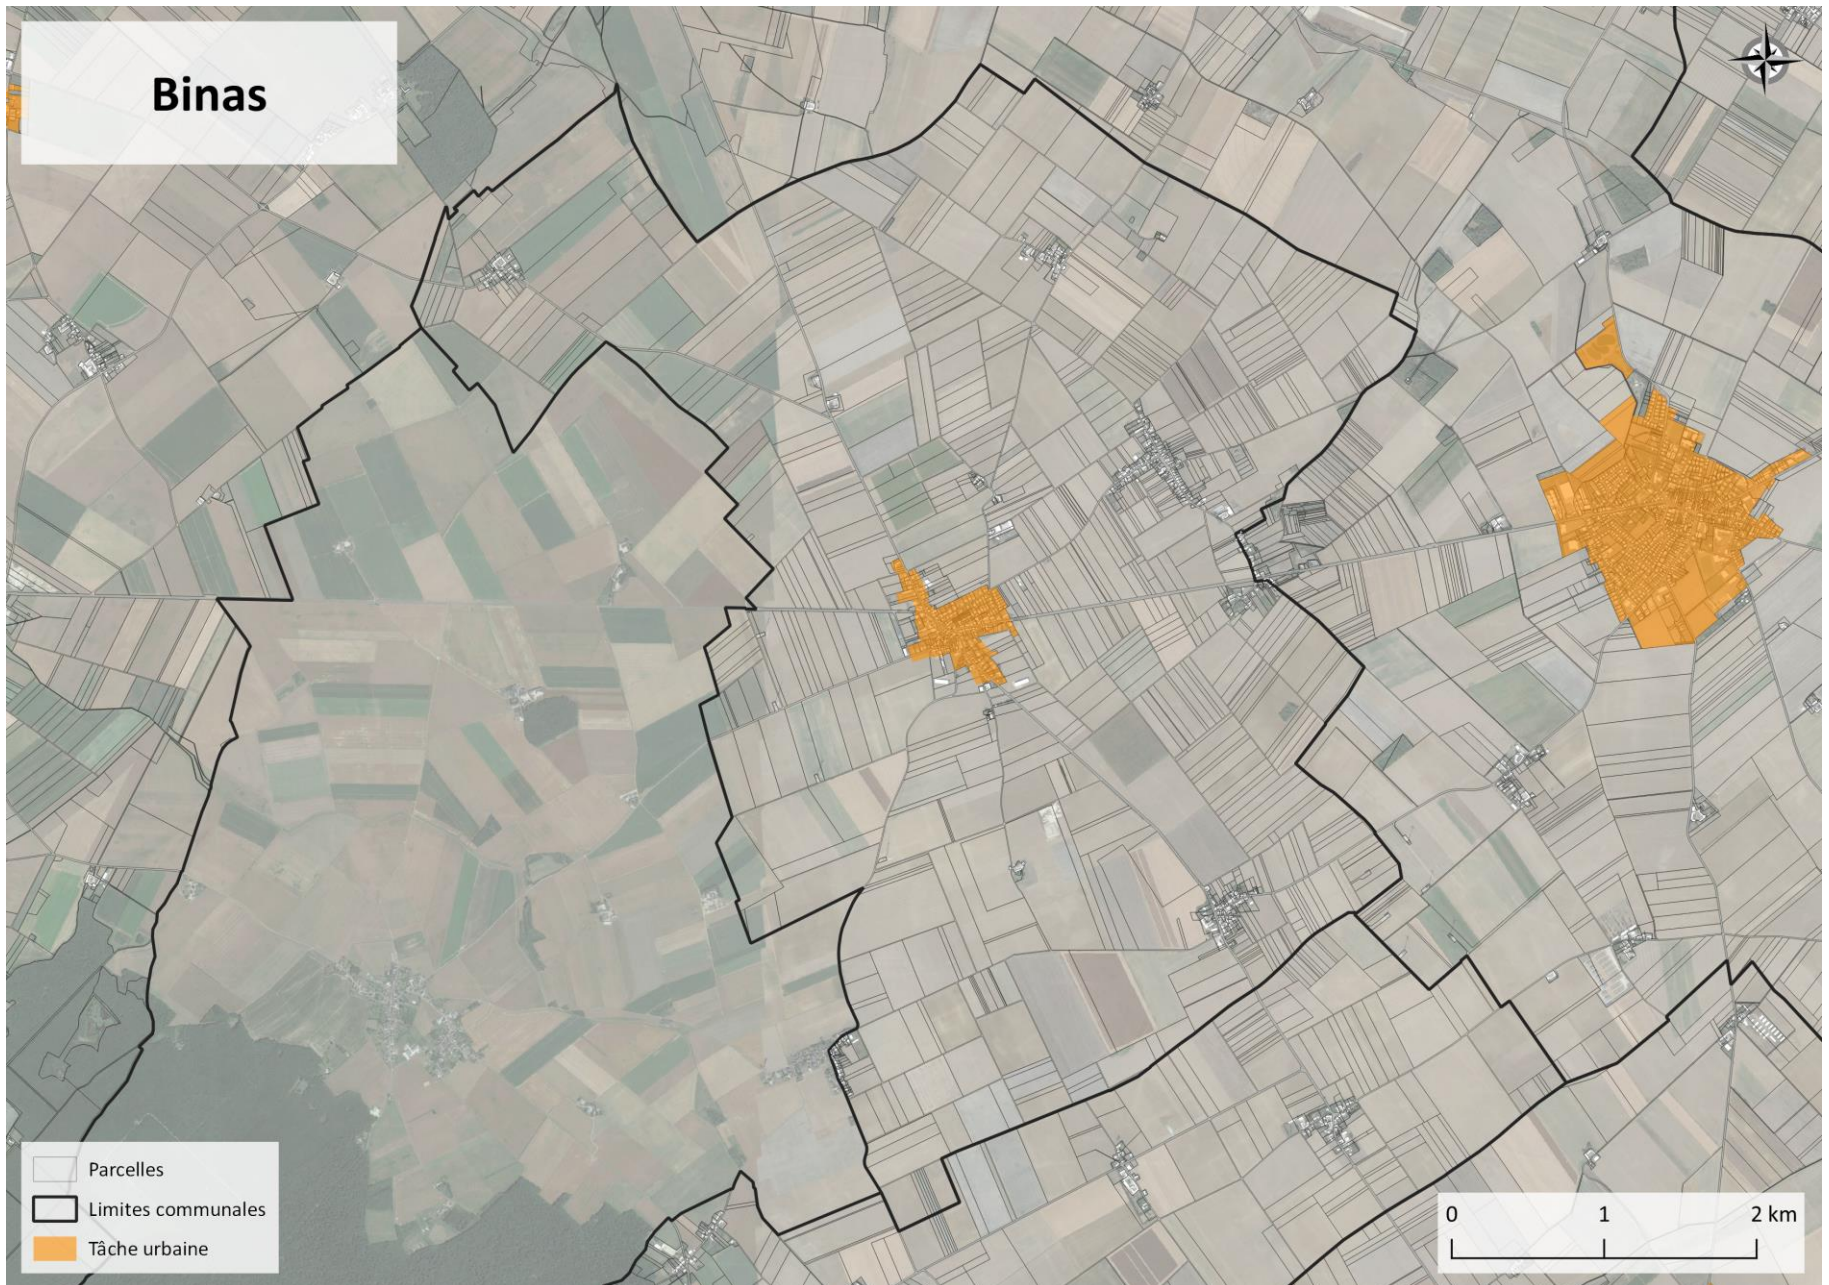 Binas
Parcelles
Limites communales
Tâche urbaine
0 1 2 km